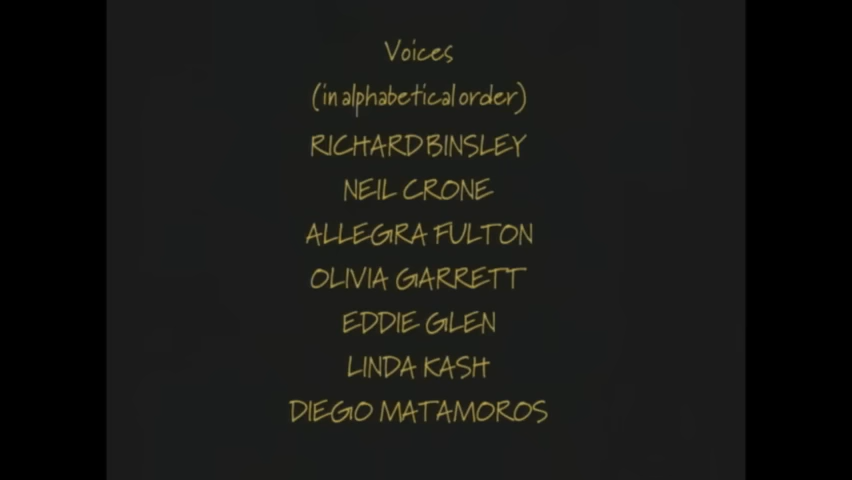 Voices
(in alphabetical order)
RICHARD BINSLEY
NEIL CRONE
ALLEGRA FULTON
OLIVIA GARRETT
EDDIE GLEN
LINDA KASH
DIEGO MATAMOROS